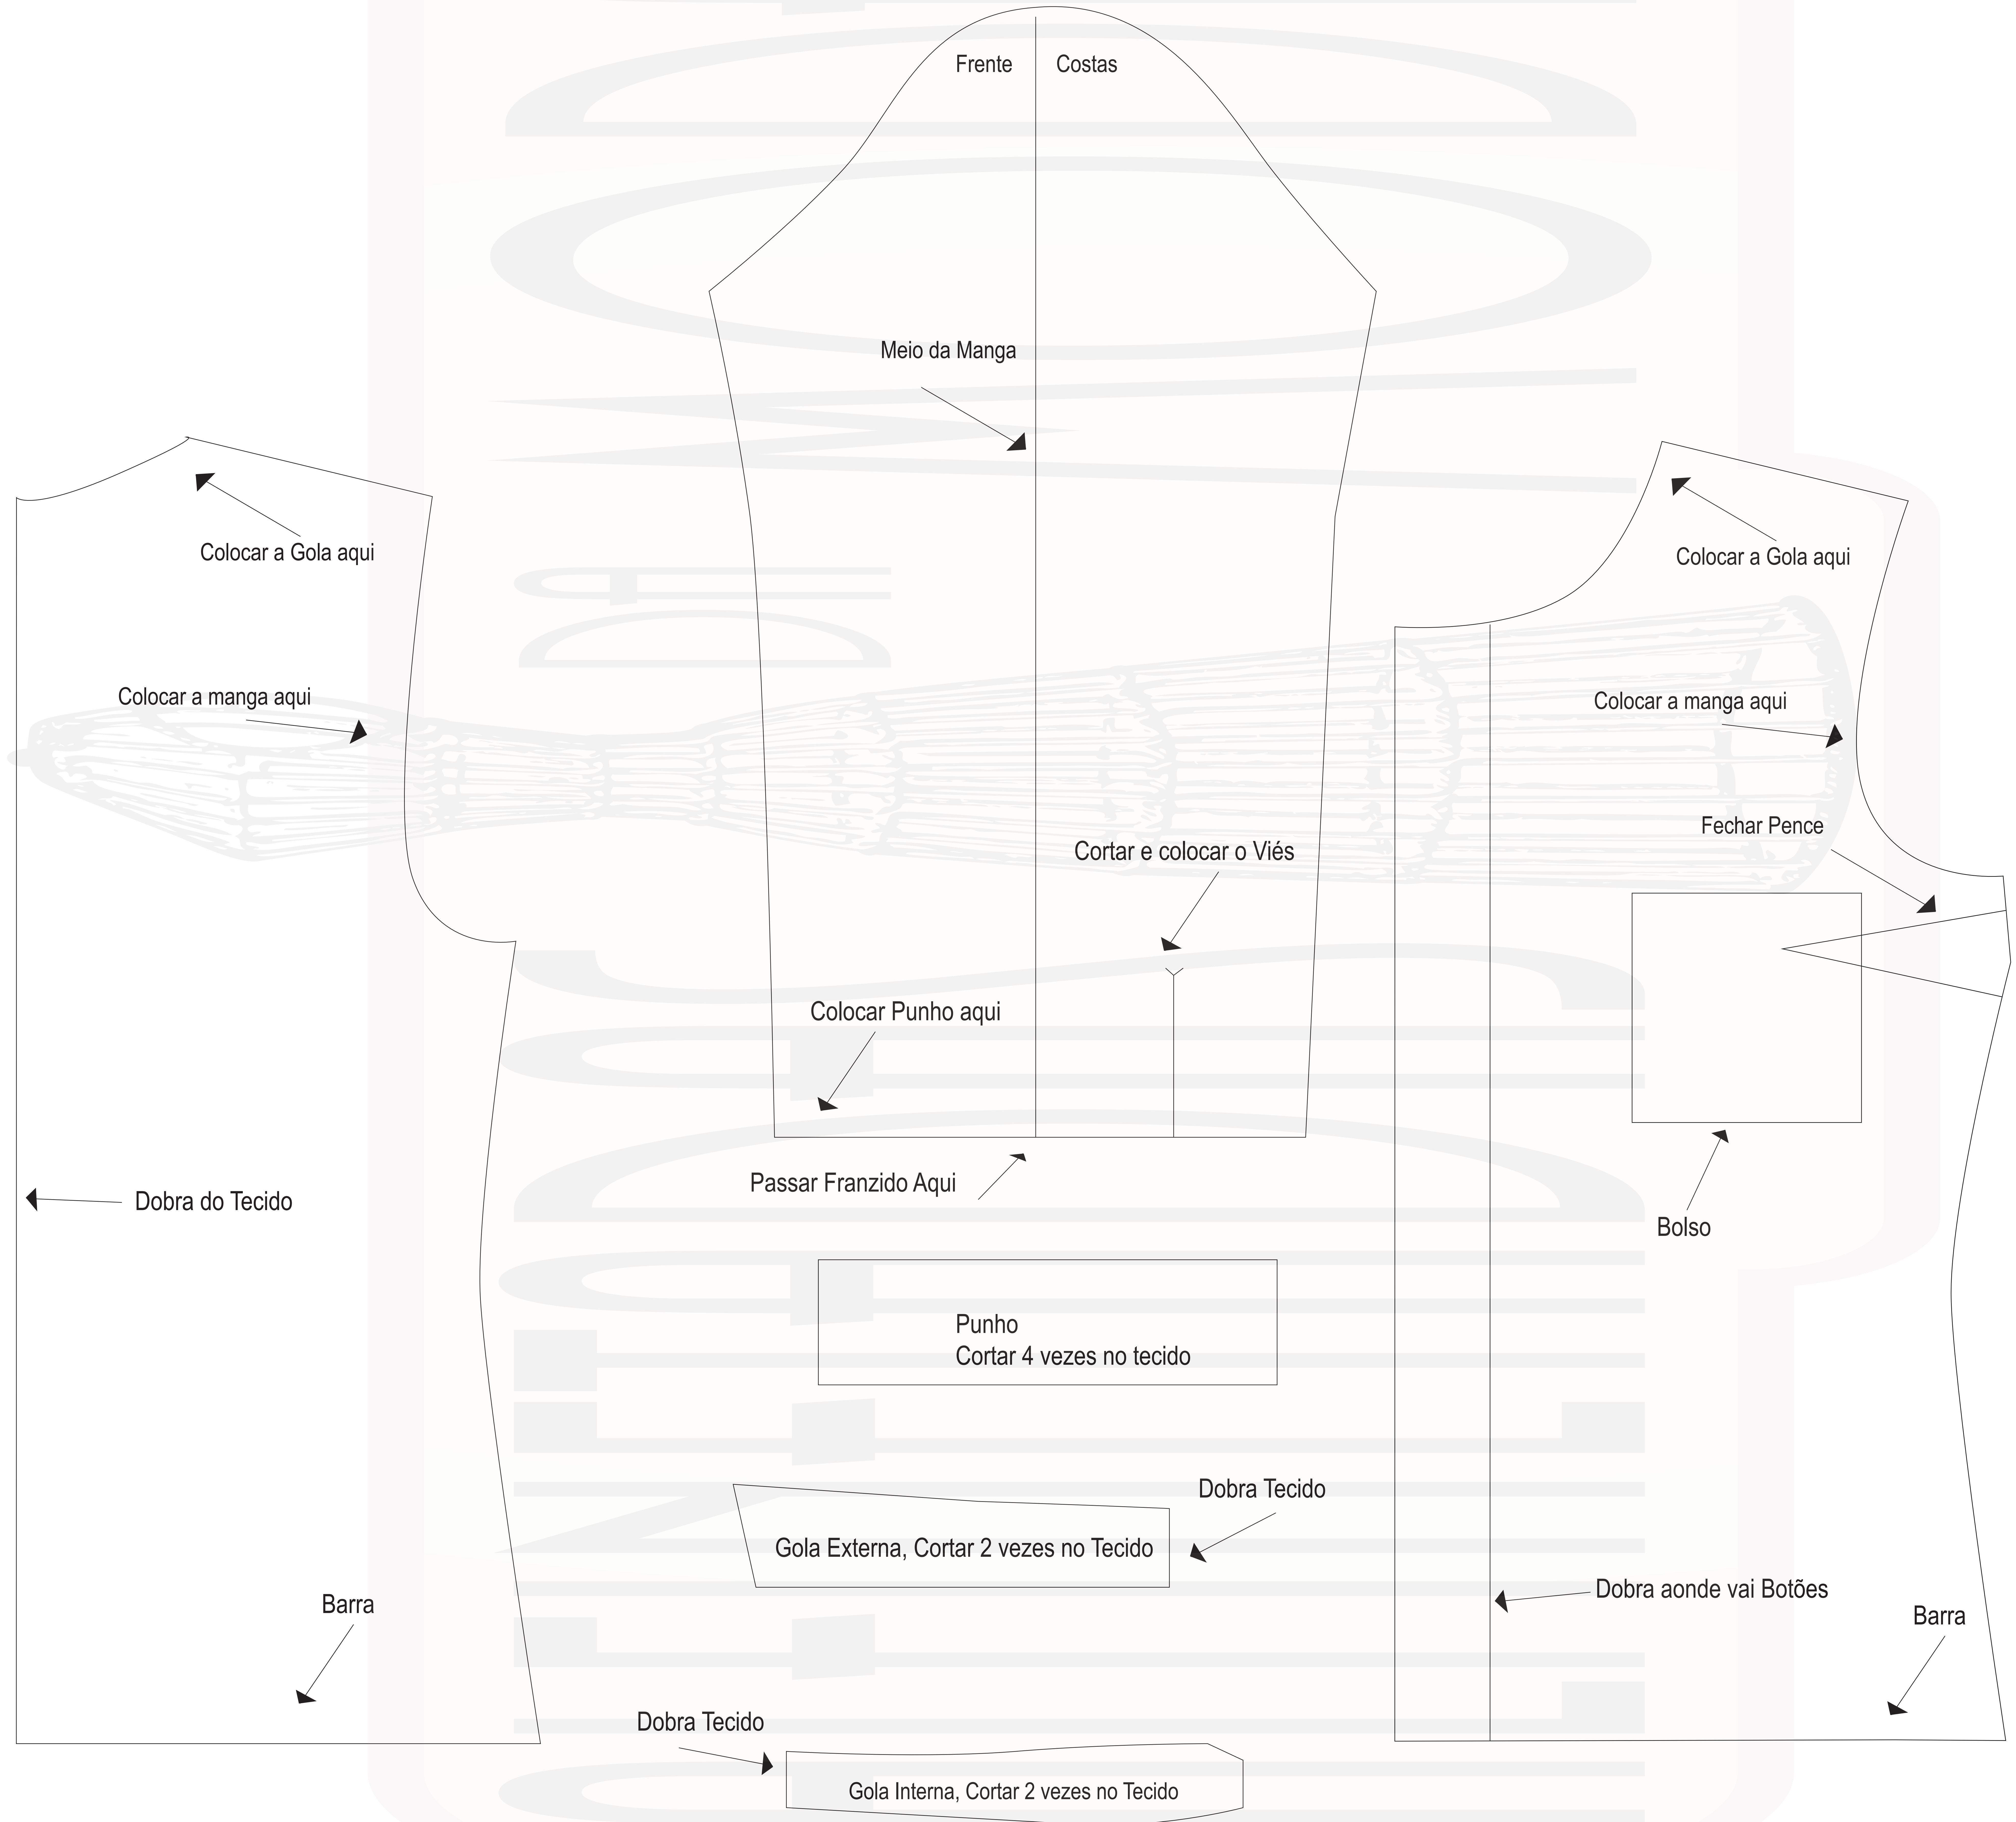 Frente
Costas
Meio da Manga
Colocar a Gola aqui
Colocar a Gola aqui
Colocar a manga aqui
Colocar a manga aqui
Fechar Pence
Cortar e colocar o Viés
Colocar Punho aqui
Passar Franzido Aqui
Dobra do Tecido
Bolso
Punho
Cortar 4 vezes no tecido
Dobra Tecido
Gola Externa, Cortar 2 vezes no Tecido
Dobra aonde vai Botões
Barra
Barra
Dobra Tecido
Gola Interna, Cortar 2 vezes no Tecido